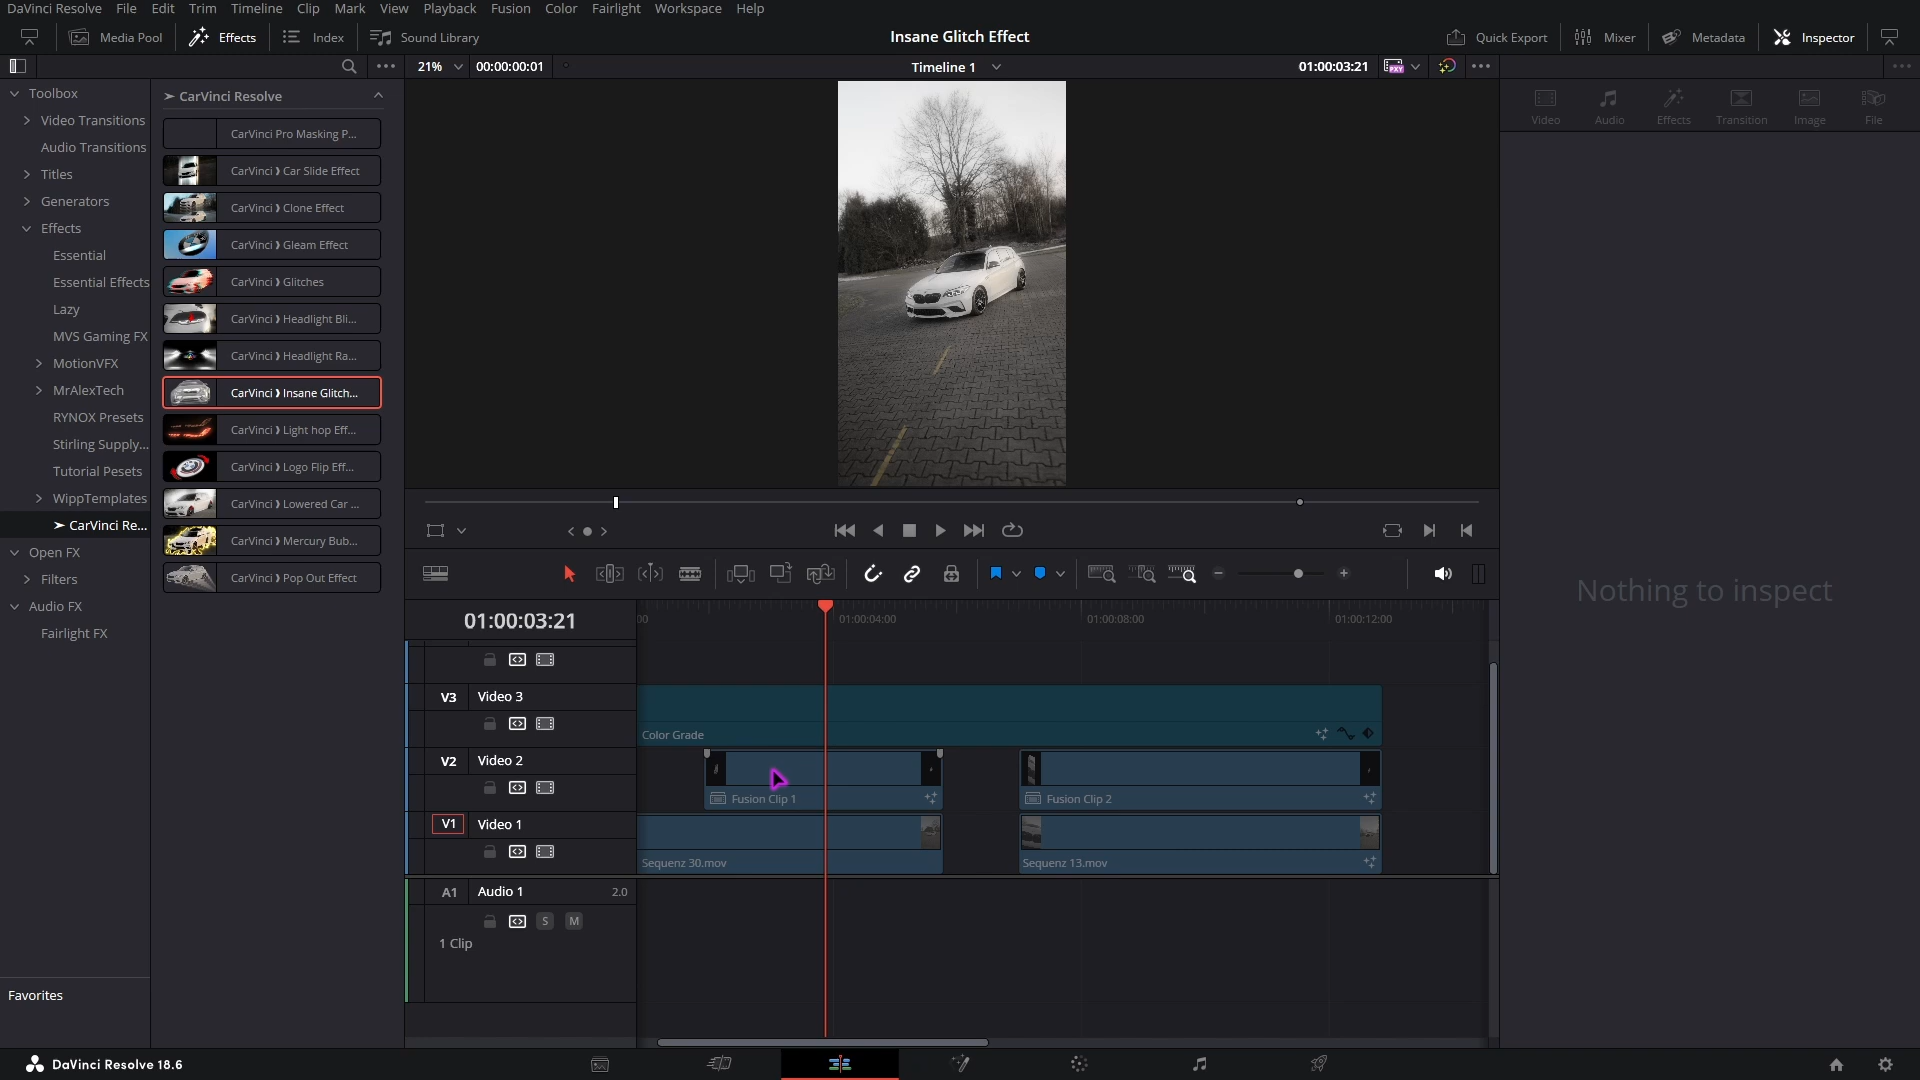 DaVinci Resolve File Edit Trim Timeline Clip Mark View Playback Fusion Color Fairlight Workspace Help
Media Pool Effects Index Sound Library Insane Glitch Effect Quick Export Mixer Metadata Inspector
21% 00:00:00:01 Timeline 1 01:00:03:21 PXY
Toolbox
Video Transitions
Audio Transitions
Titles
Generators
Effects
Essential
Essential Effects
Lazy
MVS Gaming FX
MotionVFX
MrAlexTech
RYNOX Presets
Stirling Supply...
Tutorial Pesets
WippTemplates
➣ CarVinci Re...
Open FX
Filters
Audio FX
Fairlight FX
Favorites
➣ CarVinci Resolve
CarVinci Pro Masking P...
CarVinci ❱ Car Slide Effect
CarVinci ❱ Clone Effect
CarVinci ❱ Gleam Effect
CarVinci ❱ Glitches
CarVinci ❱ Headlight Bli...
CarVinci ❱ Headlight Ra...
CarVinci ❱ Insane Glitch...
CarVinci ❱ Light hop Eff...
CarVinci ❱ Logo Flip Eff...
CarVinci ❱ Lowered Car ...
CarVinci ❱ Mercury Bub...
CarVinci ❱ Pop Out Effect
Video Audio Effects Transition Image File
Nothing to inspect
01:00:03:21
00 01:00:04:00 01:00:08:00 01:00:12:00
V3 Video 3
Color Grade
V2 Video 2
Fusion Clip 1 Fusion Clip 2
V1 Video 1
Sequenz 30.mov Sequenz 13.mov
A1 Audio 1 2.0
S M
1 Clip
DaVinci Resolve 18.6